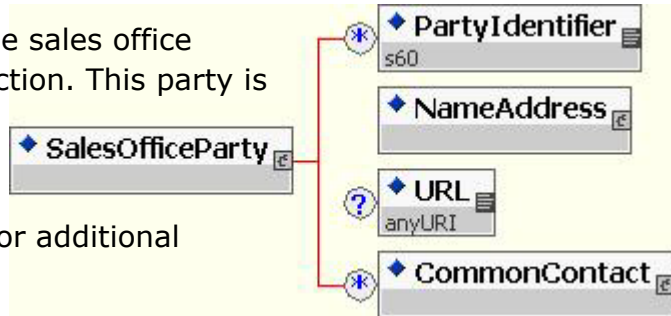 e sales office
ction. This party is
or additional
SalesOfficeParty
PartyIdentifier
s60
NameAddress
URL
anyURI
CommonContact